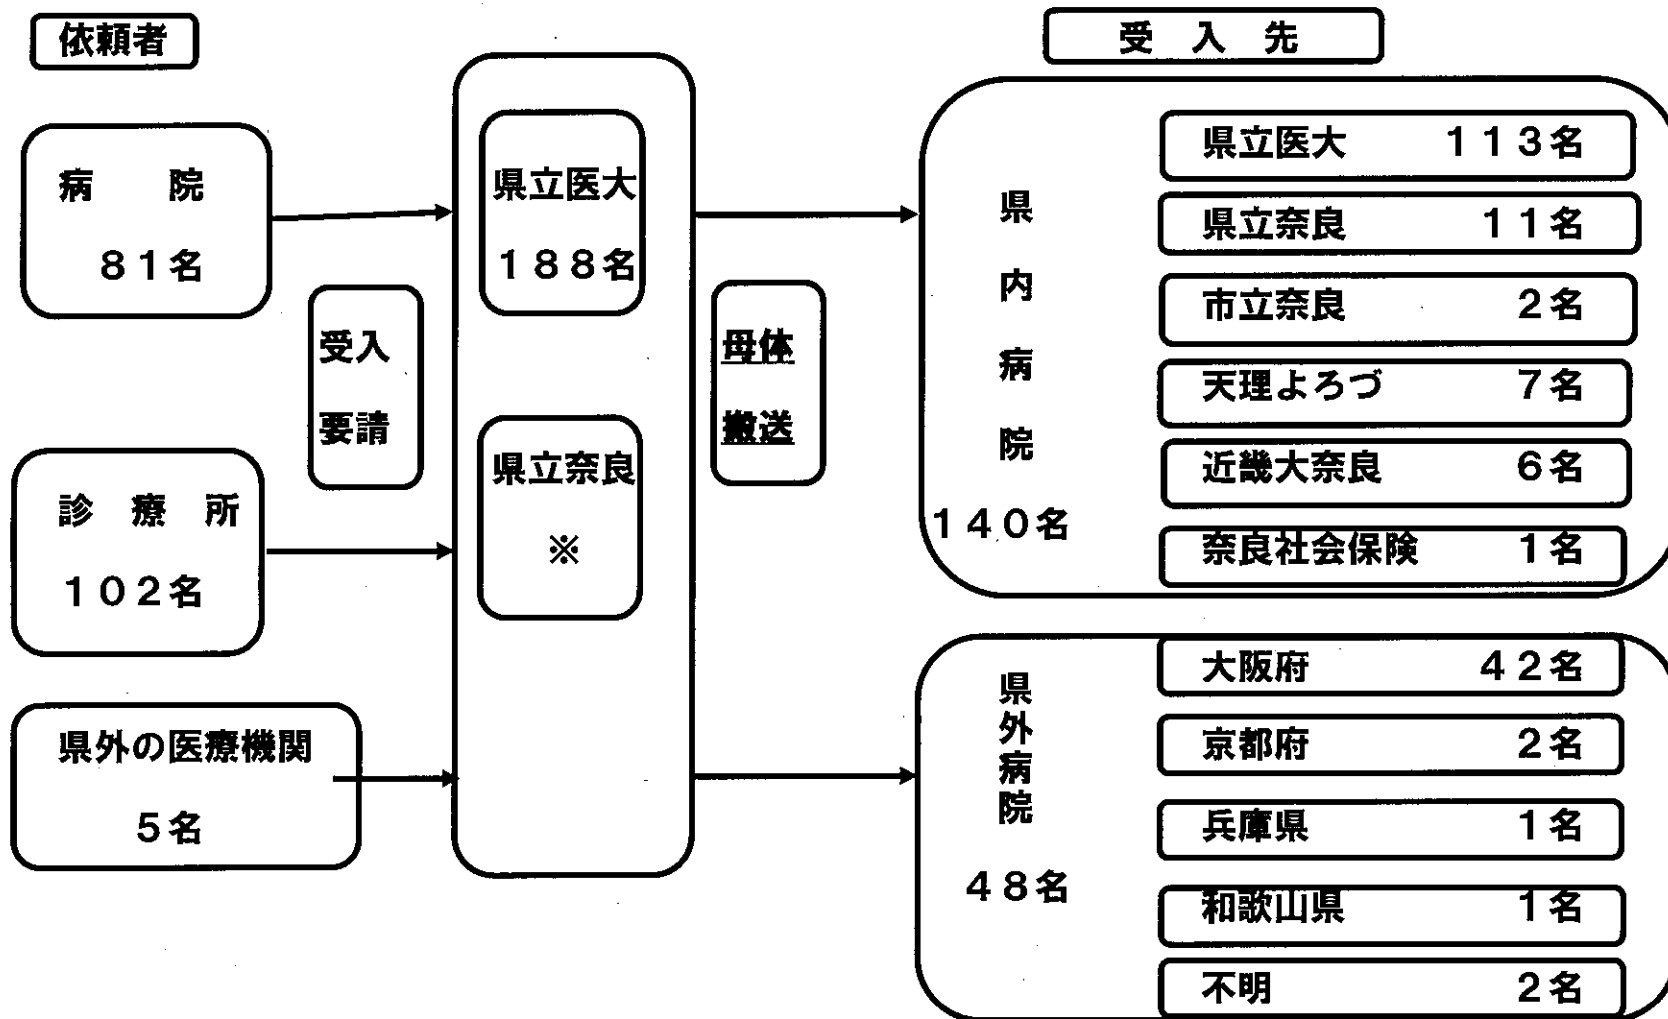 依頼者
病　院
８１名
診　療　所
１０２名
県外の医療機関
５名
受入
要請
県立医大
１８８名
県立奈良
※
母体
搬送
受　入　先
県内病院
１４０名
県立医大　１１３名
県立奈良　１１名
市立奈良　２名
天理よろづ　７名
近畿大奈良　６名
奈良社会保険　１名
県外病院
４８名
大阪府　４２名
京都府　２名
兵庫県　１名
和歌山県　１名
不明　２名